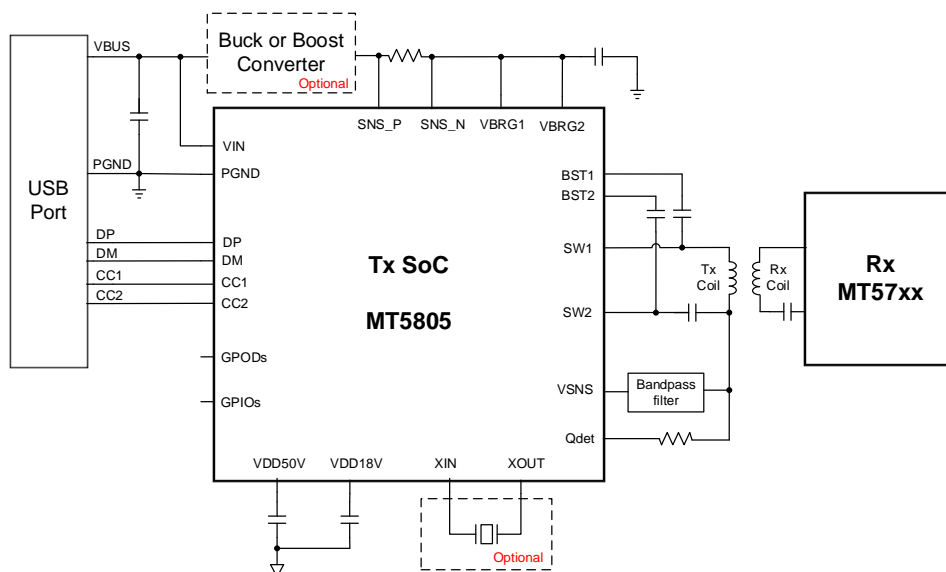 VBUS
Buck or Boost
Converter
Optional
SNS_P
SNS_N
VBRG1
VBRG2
VIN
PGND
PGND
USB
Port
DP
DM
CC1
CC2
DP
DM
CC1
CC2
GPODs
GPIOs
Tx SoC
MT5805
BST1
BST2
SW1
SW2
VSNS
Qdet
Tx
Coil
Rx
Coil
Rx
MT57xx
Bandpass
filter
VDD50V
VDD18V
XIN
XOUT
Optional